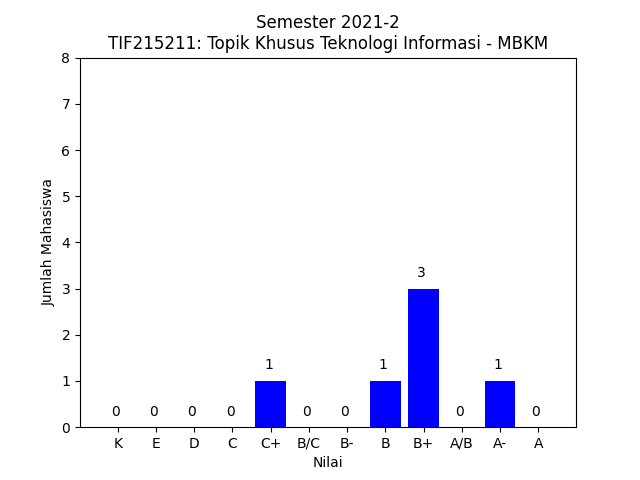 Semester 2021-2
TIF215211: Topik Khusus Teknologi Informasi - MBKM
8
7
6
5
4
3
2
1
0
Jumlah Mahasiswa
0 0 0 0 1 0 0 1 3 0 1 0
K E D C C+ B/C B- B B+ A/B A- A
Nilai